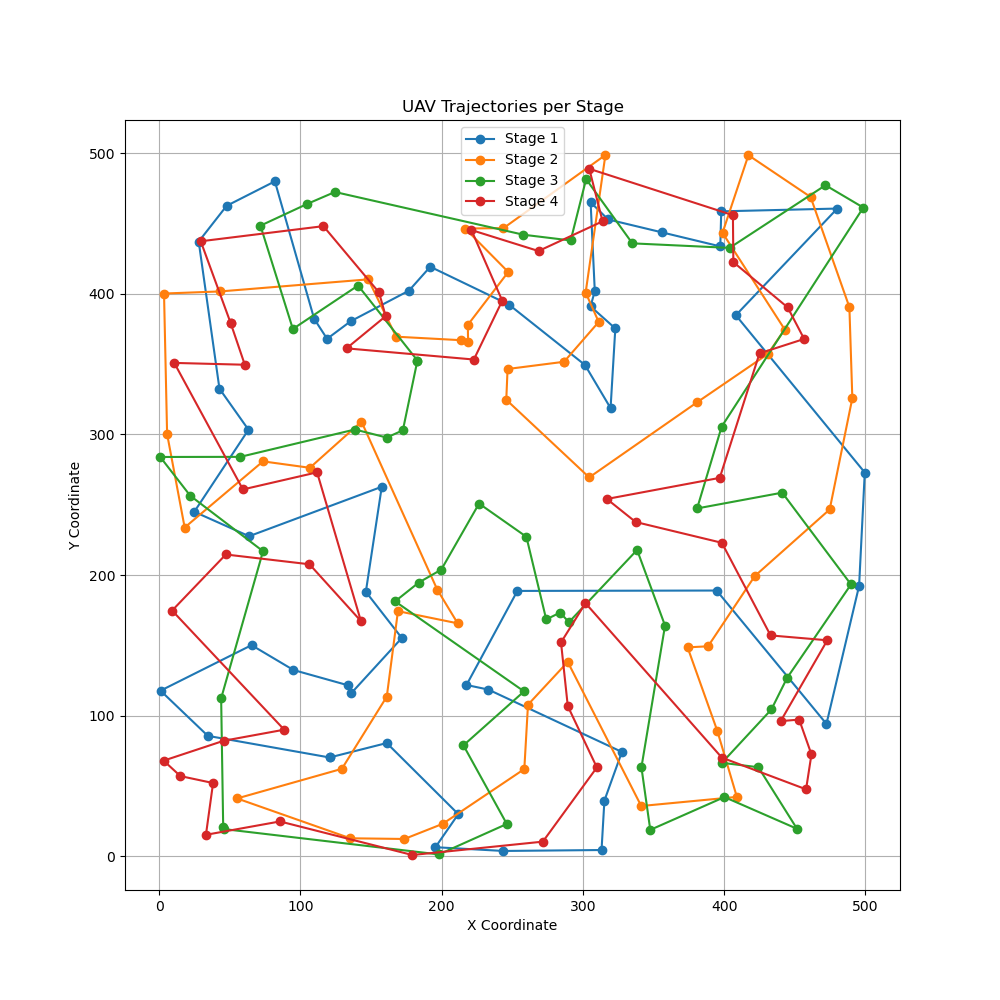 UAV Trajectories per Stage
Stage 1
Stage 2
Stage 3
Stage 4
Y Coordinate
500
400
300
200
100
0
0 100 200 300 400 500
X Coordinate